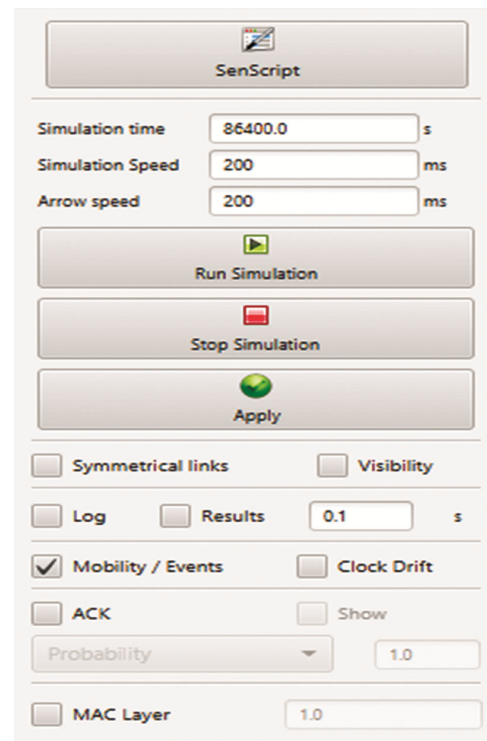 SenScript
Simulation time 86400.0 s
Simulation Speed 200 ms
Arrow speed 200 ms
Run Simulation
Stop Simulation
Apply
Symmetrical links Visibility
Log Results 0.1 s
Mobility / Events Clock Drift
ACK Show
Probability 1.0
MAC Layer 1.0